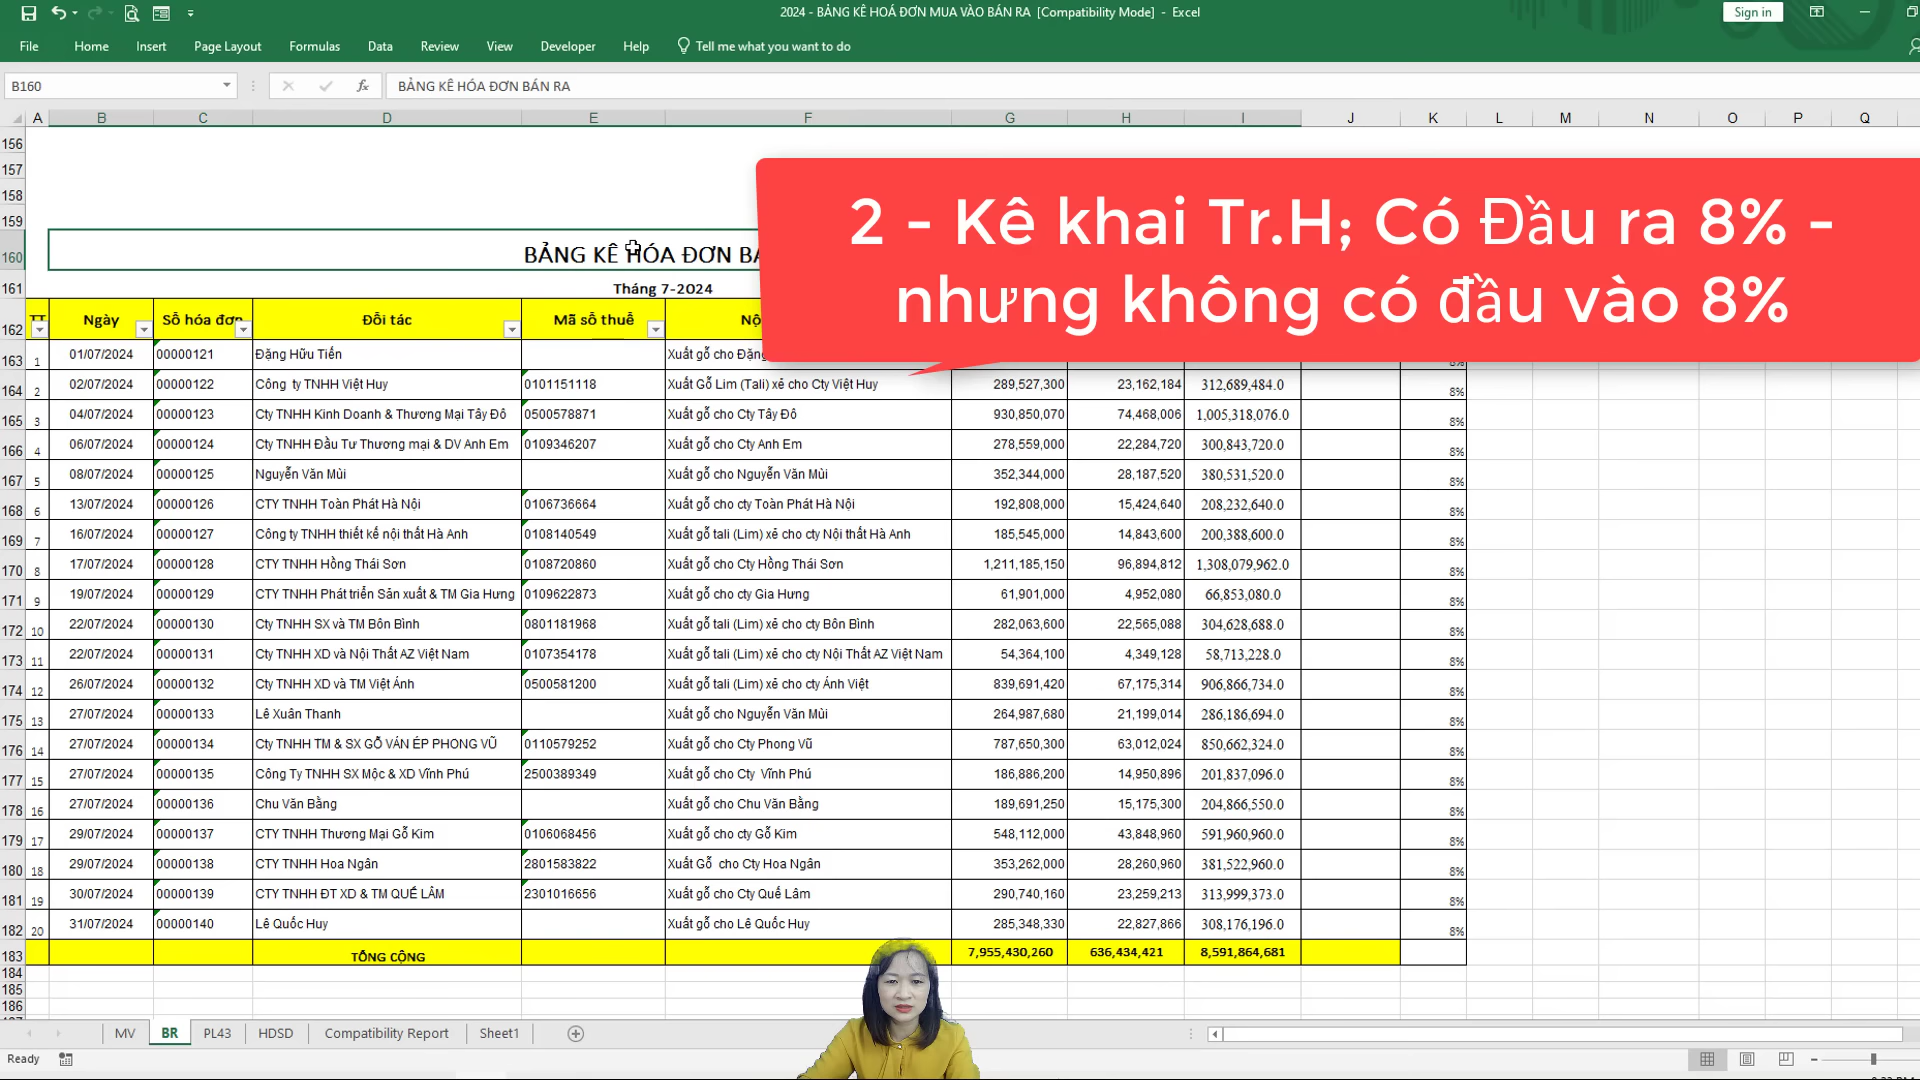 2024 - BẢNG KÊ HOÁ ĐƠN MUA VÀO BÁN RA [Compatibility Mode] - Excel
Sign in
File Home Insert Page Layout Formulas Data Review View Developer Help Tell me what you want to do
B160 fx BẢNG KÊ HÓA ĐƠN BÁN RA
A B C D E F G H I J K L M N O P Q
156
157
158
159
2 - Kê khai Tr.H; Có Đầu ra 8% -
nhưng không có đầu vào 8%
160 BẢNG KÊ HÓA ĐƠN
161 Tháng 7-2024
162 TT Ngày Số hóa đơn Đối tác Mã số thuế
163 1 01/07/2024 00000121 Đặng Hữu Tiến Xuất gỗ cho Đặng
164 2 02/07/2024 00000122 Công ty TNHH Việt Huy 0101151118 Xuất Gỗ Lim (Tali) xẻ cho Cty Việt Huy 289,527,300 23,162,184 312,689,484.0 8%
165 3 04/07/2024 00000123 Cty TNHH Kinh Doanh & Thương Mại Tây Đô 0500578871 Xuất gỗ cho Cty Tây Đô 930,850,070 74,468,006 1,005,318,076.0 8%
166 4 06/07/2024 00000124 Cty TNHH Đầu Tư Thương mại & DV Anh Em 0109346207 Xuất gỗ cho Cty Anh Em 278,559,000 22,284,720 300,843,720.0 8%
167 5 08/07/2024 00000125 Nguyễn Văn Mùi Xuất gỗ cho Nguyễn Văn Mùi 352,344,000 28,187,520 380,531,520.0 8%
168 6 13/07/2024 00000126 CTY TNHH Toàn Phát Hà Nội 0106736664 Xuất gỗ cho cty Toàn Phát Hà Nội 192,808,000 15,424,640 208,232,640.0 8%
169 7 16/07/2024 00000127 Công ty TNHH thiết kế nội thất Hà Anh 0108140549 Xuất gỗ tali (Lim) xẻ cho cty Nội thất Hà Anh 185,545,000 14,843,600 200,388,600.0 8%
170 8 17/07/2024 00000128 CTY TNHH Hồng Thái Sơn 0108720860 Xuất gỗ cho Cty Hồng Thái Sơn 1,211,185,150 96,894,812 1,308,079,962.0 8%
171 9 19/07/2024 00000129 CTY TNHH Phát triển Sản xuất & TM Gia Hưng 0109622873 Xuất gỗ cho cty Gia Hưng 61,901,000 4,952,080 66,853,080.0 8%
172 10 22/07/2024 00000130 Cty TNHH SX và TM Bôn Bình 0801181968 Xuất gỗ tali (Lim) xẻ cho cty Bôn Bình 282,063,600 22,565,088 304,628,688.0 8%
173 11 22/07/2024 00000131 Cty TNHH XD và Nội Thất AZ Việt Nam 0107354178 Xuất gỗ tali (Lim) xẻ cho cty Nội Thất AZ Việt Nam 54,364,100 4,349,128 58,713,228.0 8%
174 12 26/07/2024 00000132 Cty TNHH XD và TM Việt Ánh 0500581200 Xuất gỗ tali (Lim) xẻ cho cty Ánh Việt 839,691,420 67,175,314 906,866,734.0 8%
175 13 27/07/2024 00000133 Lê Xuân Thanh Xuất gỗ cho Nguyễn Văn Mùi 264,987,680 21,199,014 286,186,694.0 8%
176 14 27/07/2024 00000134 Cty TNHH TM & SX GỖ VÁN ÉP PHONG VŨ 0110579252 Xuất gỗ cho Cty Phong Vũ 787,650,300 63,012,024 850,662,324.0 8%
177 15 27/07/2024 00000135 Công Ty TNHH SX Mộc & XD Vĩnh Phú 2500389349 Xuất gỗ cho Cty Vĩnh Phú 186,886,200 14,950,896 201,837,096.0 8%
178 16 27/07/2024 00000136 Chu Văn Bằng Xuất gỗ cho Chu Văn Bằng 189,691,250 15,175,300 204,866,550.0 8%
179 17 29/07/2024 00000137 CTY TNHH Thương Mại Gỗ Kim 0106068456 Xuất gỗ cho cty Gỗ Kim 548,112,000 43,848,960 591,960,960.0 8%
180 18 29/07/2024 00000138 CTY TNHH Hoa Ngân 2801583822 Xuất Gỗ cho Cty Hoa Ngân 353,262,000 28,260,960 381,522,960.0 8%
181 19 30/07/2024 00000139 CTY TNHH ĐT XD & TM QUẾ LÂM 2301016656 Xuất gỗ cho Cty Quế Lâm 290,740,160 23,259,213 313,999,373.0 8%
182 20 31/07/2024 00000140 Lê Quốc Huy Xuất gỗ cho Lê Quốc Huy 285,348,330 22,827,866 308,176,196.0 8%
183 TỔNG CỘNG 7,955,430,260 636,434,421 8,591,864,681
184
185
186
MV BR PL43 HDSD Compatibility Report Sheet1
Ready